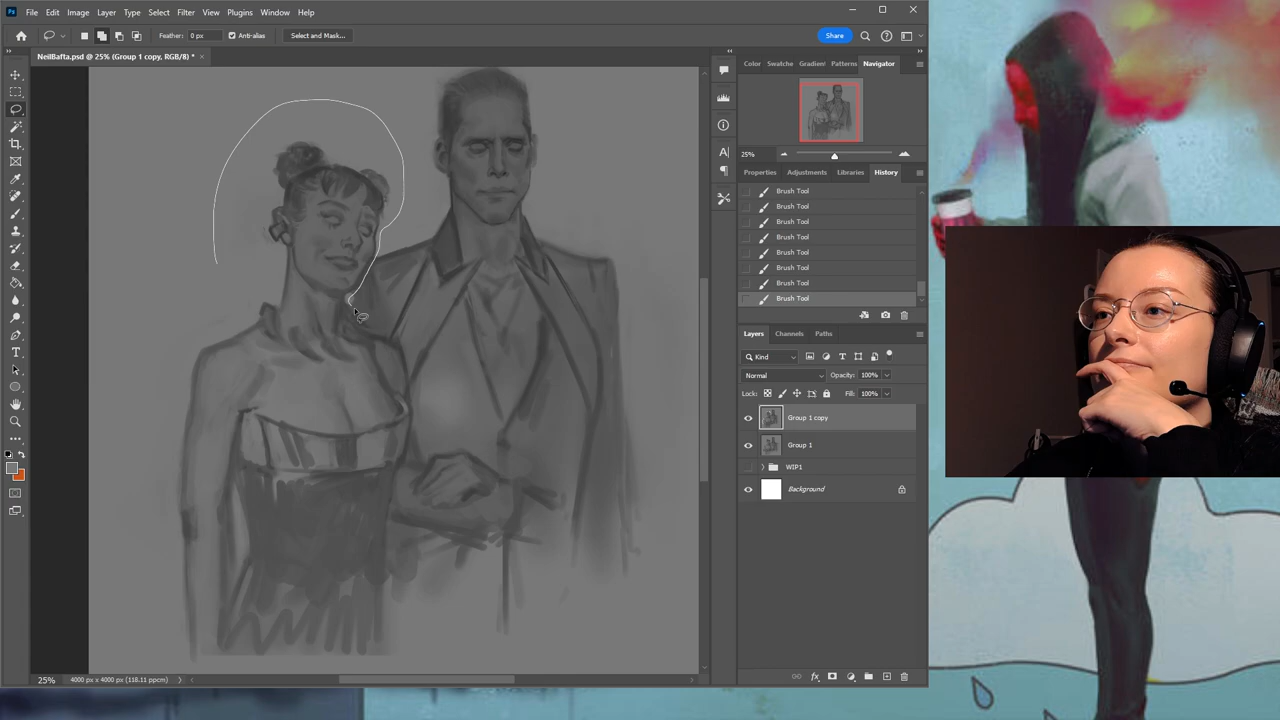 Ps File Edit Image Layer Type Select Filter View Plugins Window Help
Feather: 0 px Anti-alias Select and Mask... Share
NeilBafta.psd @ 25% (Group 1 copy, RGB/8) *
Color Swatche Gradien Patterns Navigator
25%
Properties Adjustments Libraries History
Brush Tool
Brush Tool
Brush Tool
Brush Tool
Brush Tool
Brush Tool
Brush Tool
Brush Tool
Layers Channels Paths
Kind
Normal Opacity: 100%
Lock: Fill: 100%
Group 1 copy
Group 1
WIP1
Background
25% 4000 px x 4000 px (118.11 ppcm)